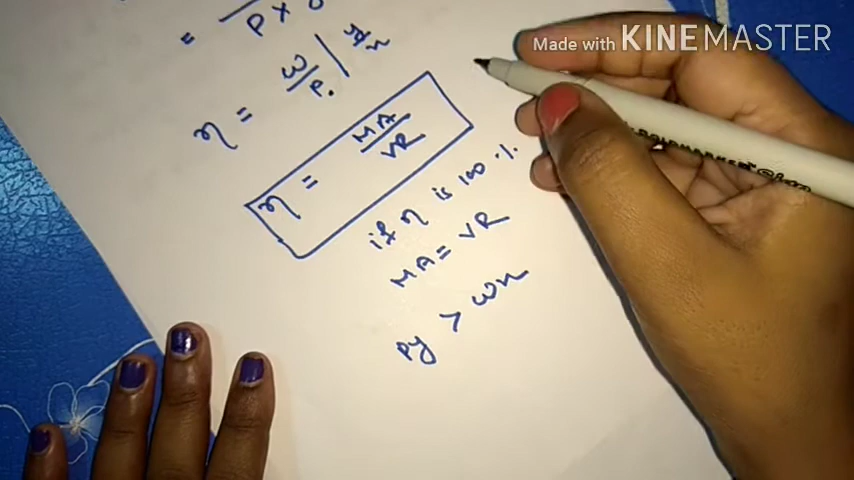 Made with KINEMASTER
= P x
η = W/P | y/x
η = MA/VR
if η is 100 %.
MA = VR
Py > Wx